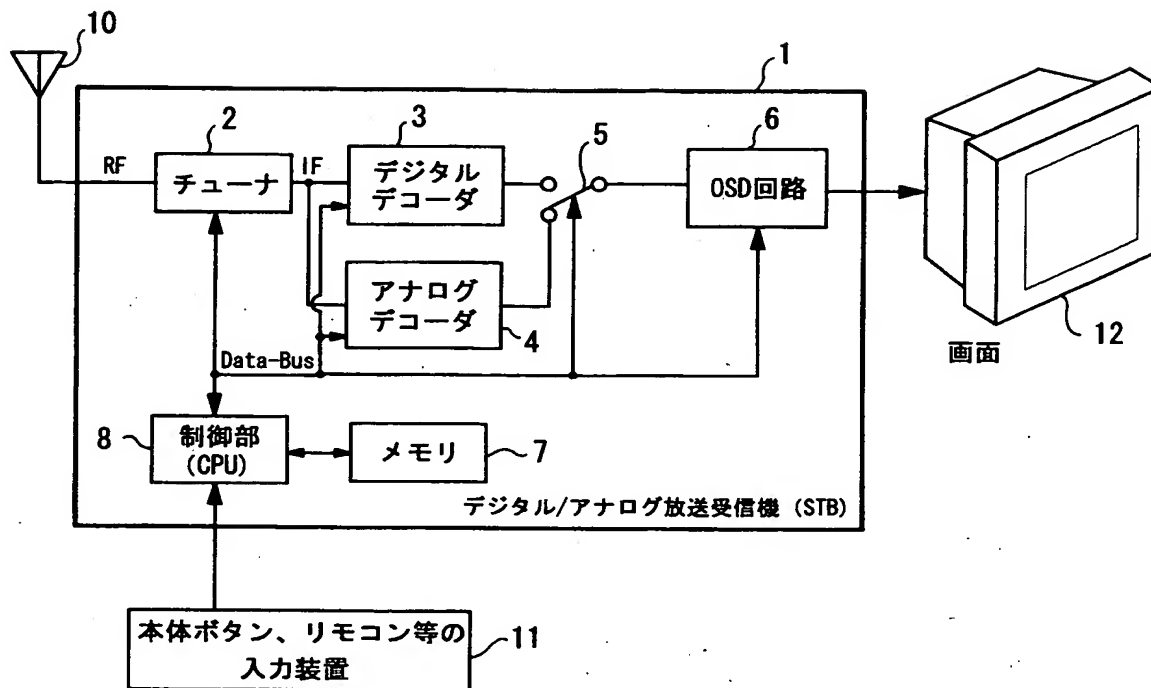 10
1
2
3
5
6
RF
チューナ
IF
デジタル
デコーダ
OSD回路
アナログ
デコーダ
4
12
画面
Data-Bus
8
制御部
(CPU)
メモリ
7
デジタル/アナログ放送受信機 (STB)
本体ボタン、リモコン等の
入力装置
11